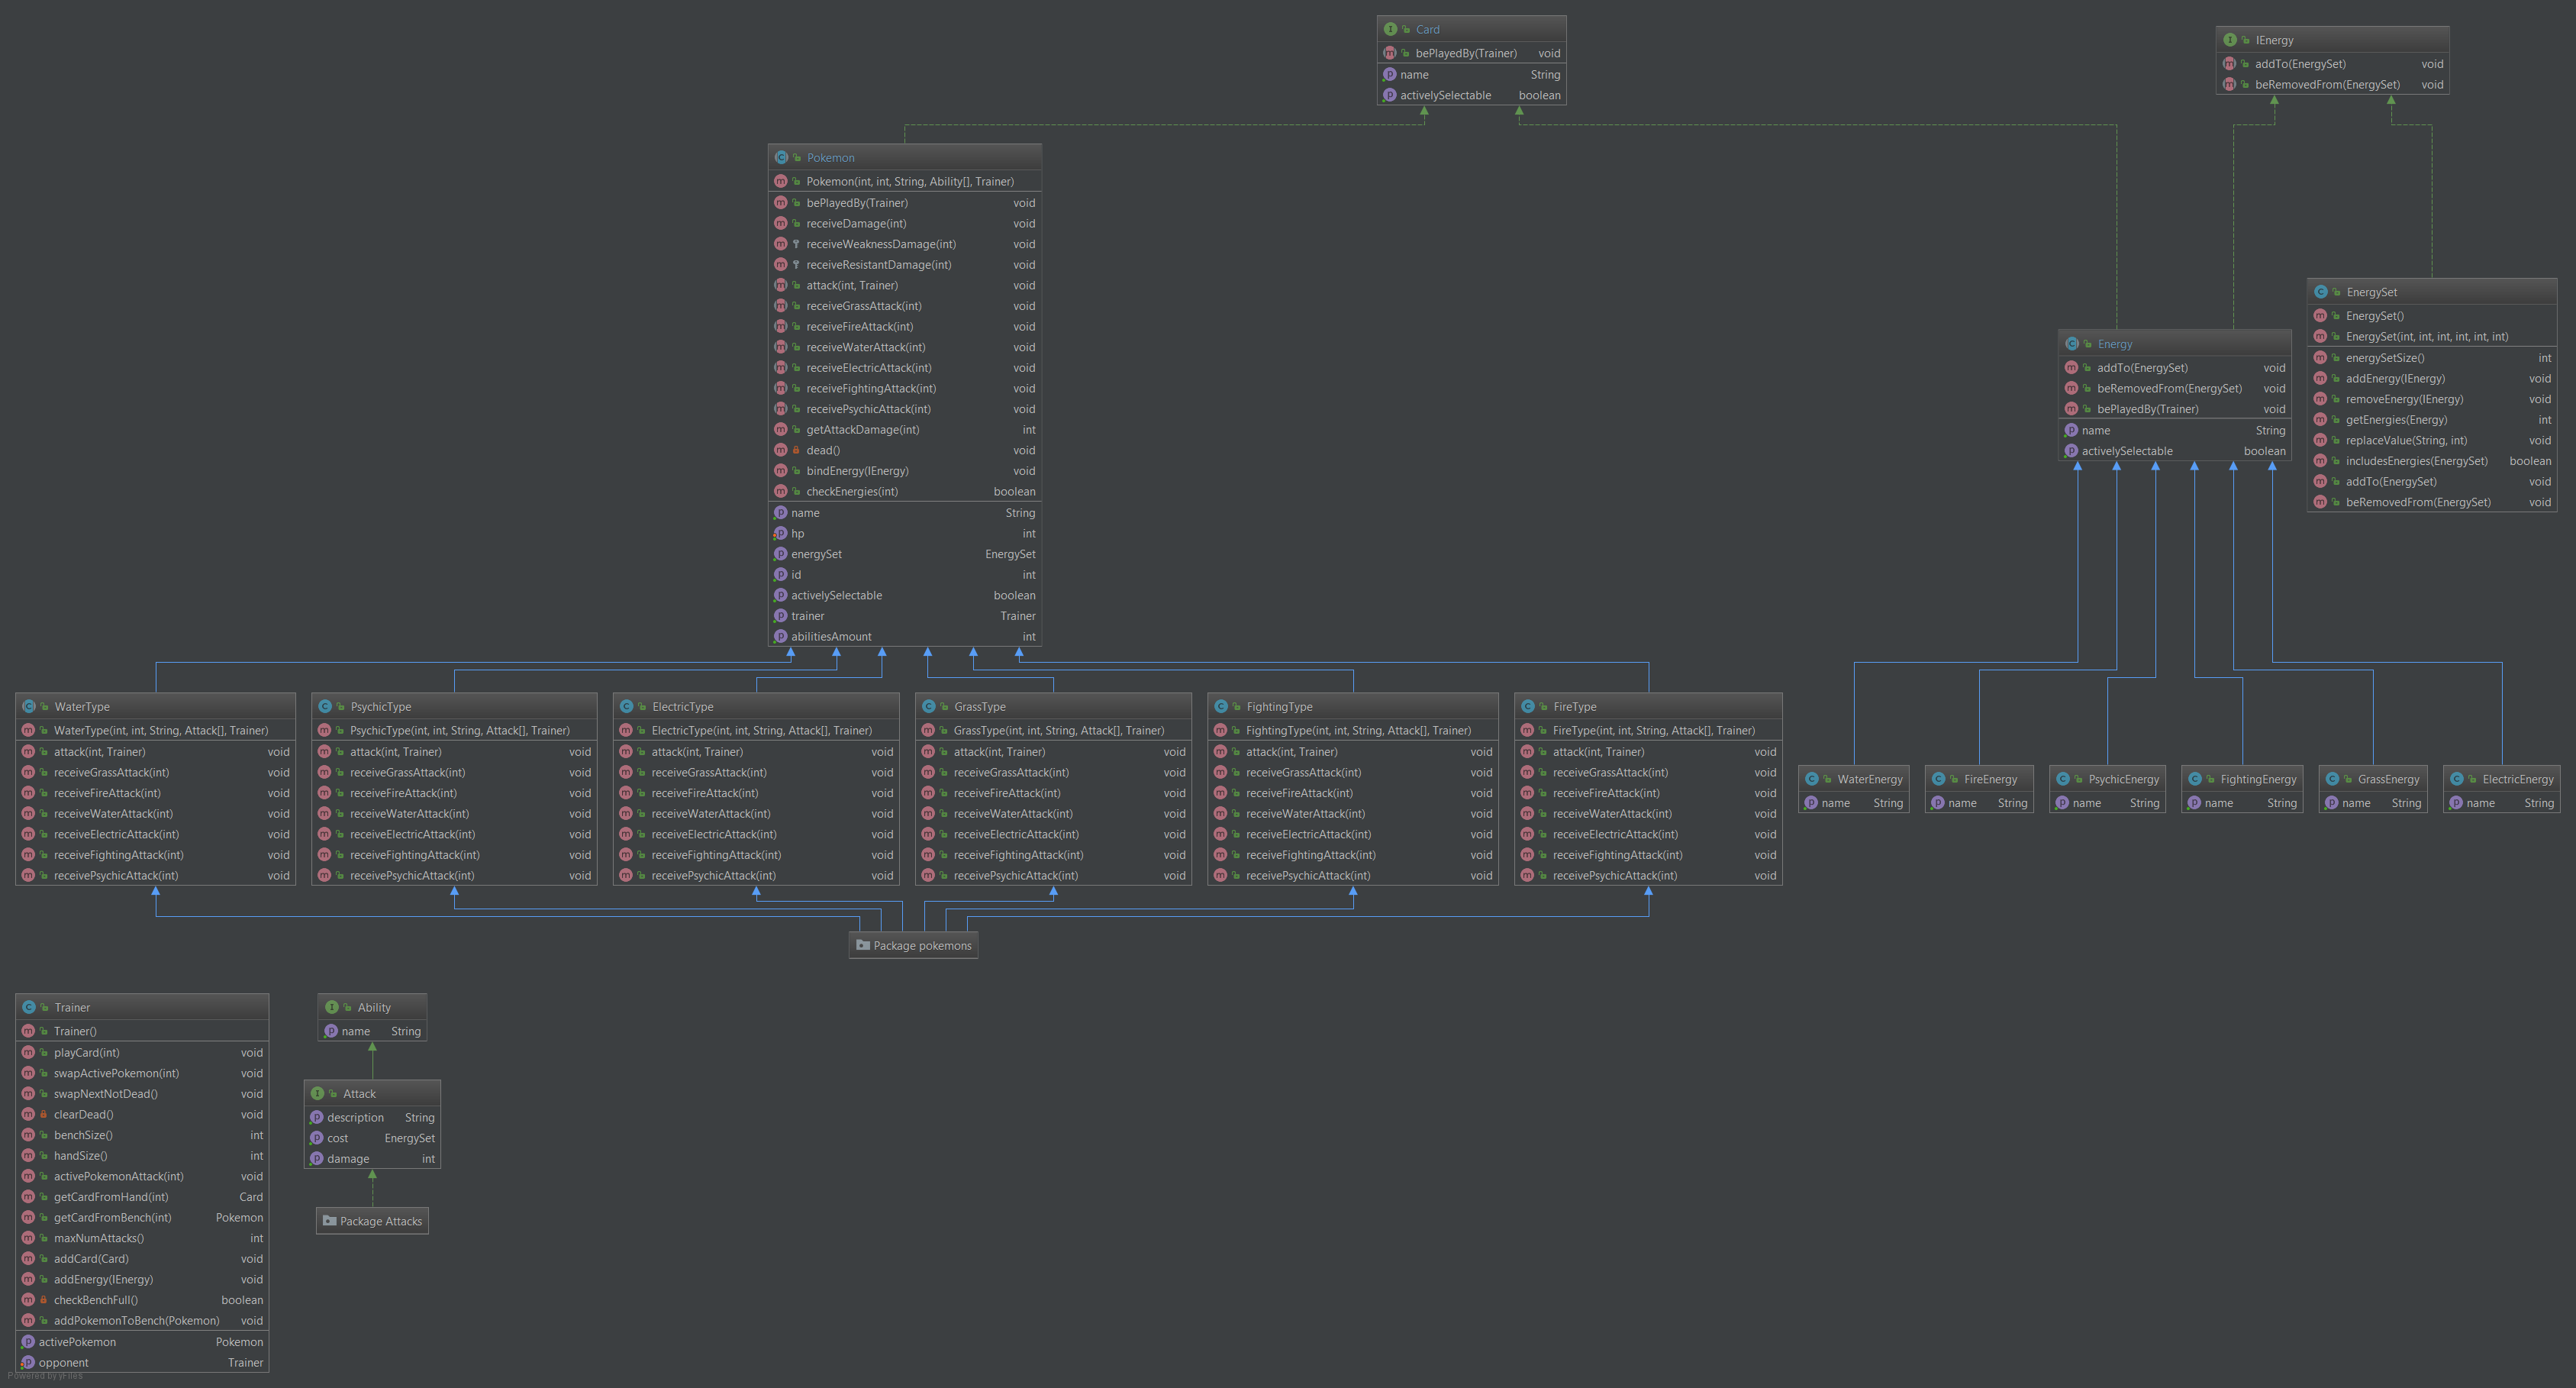 Card
bePlayedBy(Trainer) void
name String
activelySelectable boolean
IEnergy
addTo(EnergySet) void
beRemovedFrom(EnergySet) void
Pokemon
Pokemon(int, int, String, Ability[], Trainer)
bePlayedBy(Trainer) void
receiveDamage(int) void
receiveWeaknessDamage(int) void
receiveResistantDamage(int) void
attack(int, Trainer) void
receiveGrassAttack(int) void
receiveFireAttack(int) void
receiveWaterAttack(int) void
receiveElectricAttack(int) void
receiveFightingAttack(int) void
receivePsychicAttack(int) void
getAttackDamage(int) int
dead() void
bindEnergy(IEnergy) void
checkEnergies(int) boolean
name String
hp int
energySet EnergySet
id int
activelySelectable boolean
trainer Trainer
abilitiesAmount int
EnergySet
EnergySet()
EnergySet(int, int, int, int, int, int)
energySetSize() int
addEnergy(IEnergy) void
removeEnergy(IEnergy) void
getEnergies(Energy) int
replaceValue(String, int) void
includesEnergies(EnergySet) boolean
addTo(EnergySet) void
beRemovedFrom(EnergySet) void
Energy
addTo(EnergySet) void
beRemovedFrom(EnergySet) void
bePlayedBy(Trainer) void
name String
activelySelectable boolean
WaterType
WaterType(int, int, String, Attack[], Trainer)
attack(int, Trainer) void
receiveGrassAttack(int) void
receiveFireAttack(int) void
receiveWaterAttack(int) void
receiveElectricAttack(int) void
receiveFightingAttack(int) void
receivePsychicAttack(int) void
PsychicType
PsychicType(int, int, String, Attack[], Trainer)
attack(int, Trainer) void
receiveGrassAttack(int) void
receiveFireAttack(int) void
receiveWaterAttack(int) void
receiveElectricAttack(int) void
receiveFightingAttack(int) void
receivePsychicAttack(int) void
ElectricType
ElectricType(int, int, String, Attack[], Trainer)
attack(int, Trainer) void
receiveGrassAttack(int) void
receiveFireAttack(int) void
receiveWaterAttack(int) void
receiveElectricAttack(int) void
receiveFightingAttack(int) void
receivePsychicAttack(int) void
GrassType
GrassType(int, int, String, Attack[], Trainer)
attack(int, Trainer) void
receiveGrassAttack(int) void
receiveFireAttack(int) void
receiveWaterAttack(int) void
receiveElectricAttack(int) void
receiveFightingAttack(int) void
receivePsychicAttack(int) void
FightingType
FightingType(int, int, String, Attack[], Trainer)
attack(int, Trainer) void
receiveGrassAttack(int) void
receiveFireAttack(int) void
receiveWaterAttack(int) void
receiveElectricAttack(int) void
receiveFightingAttack(int) void
receivePsychicAttack(int) void
FireType
FireType(int, int, String, Attack[], Trainer)
attack(int, Trainer) void
receiveGrassAttack(int) void
receiveFireAttack(int) void
receiveWaterAttack(int) void
receiveElectricAttack(int) void
receiveFightingAttack(int) void
receivePsychicAttack(int) void
WaterEnergy
name String
FireEnergy
name String
PsychicEnergy
name String
FightingEnergy
name String
GrassEnergy
name String
ElectricEnergy
name String
Package pokemons
Trainer
Trainer()
playCard(int) void
swapActivePokemon(int) void
swapNextNotDead() void
clearDead() void
benchSize() int
handSize() int
activePokemonAttack(int) void
getCardFromHand(int) Card
getCardFromBench(int) Pokemon
maxNumAttacks() int
addCard(Card) void
addEnergy(IEnergy) void
checkBenchFull() boolean
addPokemonToBench(Pokemon) void
activePokemon Pokemon
opponent Trainer
Ability
name String
Attack
description String
cost EnergySet
damage int
Package Attacks
Powered by yFiles